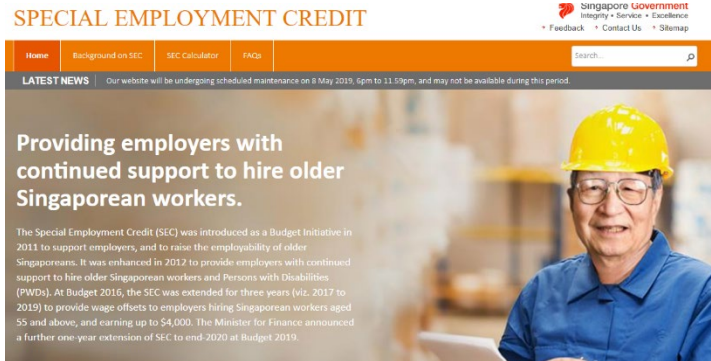 SPECIAL EMPLOYMENT CREDIT
Singapore Government
Integrity • Service • Excellence
Feedback Contact Us Sitemap
Home Background on SEC SEC Calculator FAQs
Search...
LATEST NEWS Our website will be undergoing scheduled maintenance on 8 May 2019, 6pm to 11.59pm, and may not be available during this period.
Providing employers with
continued support to hire older
Singaporean workers.
The Special Employment Credit (SEC) was introduced as a Budget Initiative in
2011 to support employers, and to raise the employability of older
Singaporeans. It was enhanced in 2012 to provide employers with continued
support to hire older Singaporean workers and Persons with Disabilities
(PWDs). At Budget 2016, the SEC was extended for three years (viz. 2017 to
2019) to provide wage offsets to employers hiring Singaporean workers aged
55 and above, and earning up to $4,000. The Minister for Finance announced
a further one-year extension of SEC to end-2020 at Budget 2019.